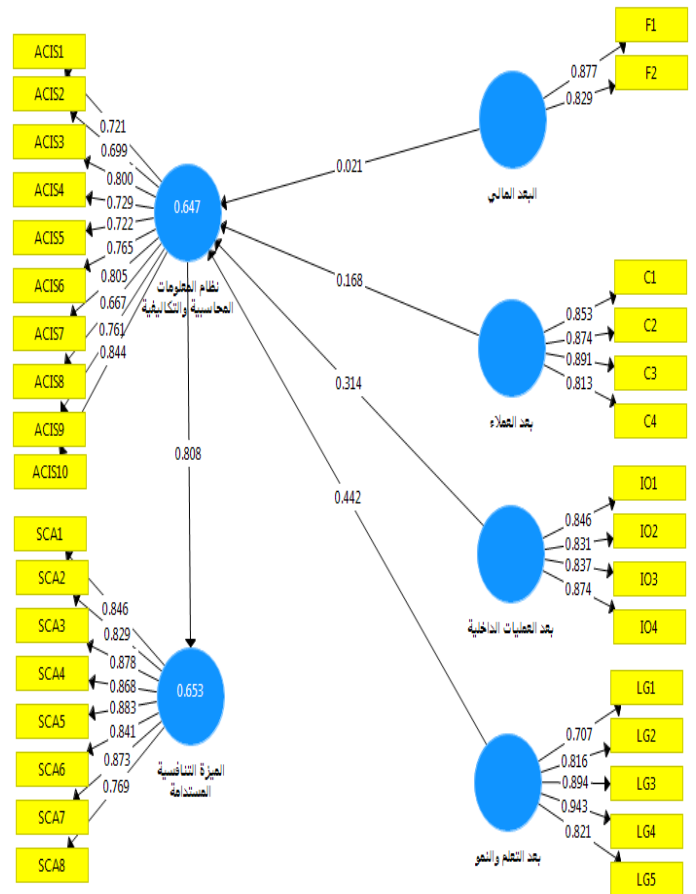 ACIS1
ACIS2
ACIS3
ACIS4
ACIS5
ACIS6
ACIS7
ACIS8
ACIS9
ACIS10
0.721
0.699
0.800
0.729
0.722
0.765
0.805
0.667
0.761
0.844
0.647
نظام المعلومات
المحاسبية والتكاليفية
0.808
SCA1
SCA2
SCA3
SCA4
SCA5
SCA6
SCA7
SCA8
0.846
0.829
0.878
0.868
0.883
0.841
0.873
0.769
0.653
الميزة التنافسية
المستدامة
0.021
0.168
0.314
0.442
البعد المالي
0.877
0.829
F1
F2
بعد العملاء
0.853
0.874
0.891
0.813
C1
C2
C3
C4
بعد العمليات الداخلية
0.846
0.831
0.837
0.874
IO1
IO2
IO3
IO4
بعد التعلم والنمو
0.707
0.816
0.894
0.943
0.821
LG1
LG2
LG3
LG4
LG5